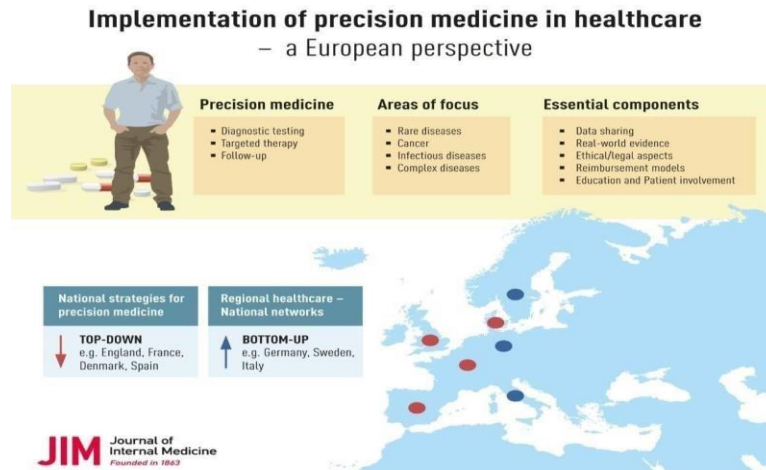 Implementation of precision medicine in healthcare
– a European perspective
Precision medicine
▪ Diagnostic testing
▪ Targeted therapy
▪ Follow-up
Areas of focus
▪ Rare diseases
▪ Cancer
▪ Infectious diseases
▪ Complex diseases
Essential components
▪ Data sharing
▪ Real-world evidence
▪ Ethical/legal aspects
▪ Reimbursement models
▪ Education and Patient involvement
National strategies for
precision medicine
TOP-DOWN
e.g. England, France,
Denmark, Spain
Regional healthcare –
National networks
BOTTOM-UP
e.g. Germany, Sweden,
Italy
JIM
Journal of
Internal Medicine
Founded in 1863